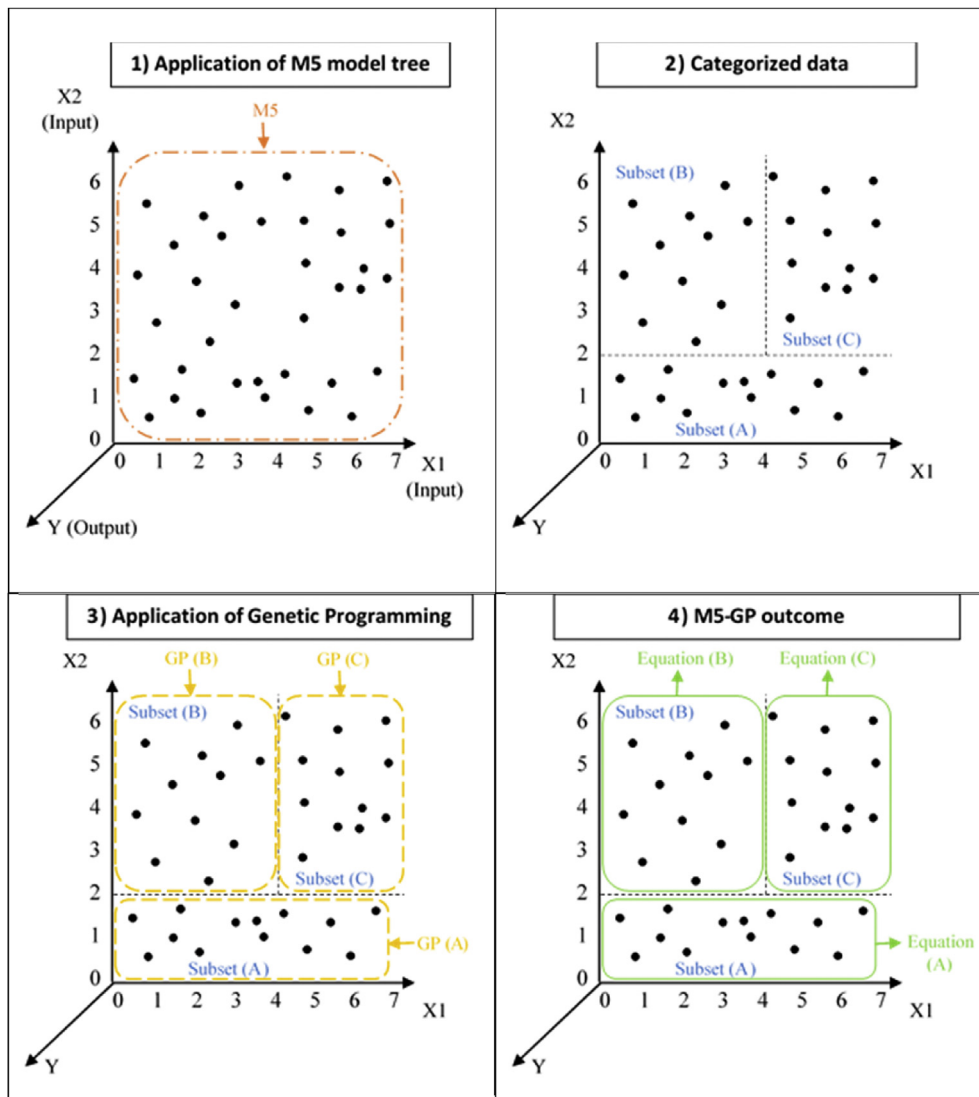 1) Application of M5 model tree
X2
(Input)
M5
6
5
4
3
2
1
0
0 1 2 3 4 5 6 7
X1
(Input)
Y (Output)
2) Categorized data
X2
Subset (B)
6
5
4
3
2
1
0
Subset (C)
Subset (A)
0 1 2 3 4 5 6 7
X1
Y
3) Application of Genetic Programming
X2
GP (B)
GP (C)
Subset (B)
6
5
4
3
2
1
0
Subset (C)
GP (A)
Subset (A)
0 1 2 3 4 5 6 7
X1
Y
4) M5-GP outcome
X2
Equation (B)
Equation (C)
Subset (B)
6
5
4
3
2
1
0
Subset (C)
Equation
(A)
Subset (A)
0 1 2 3 4 5 6 7
X1
Y